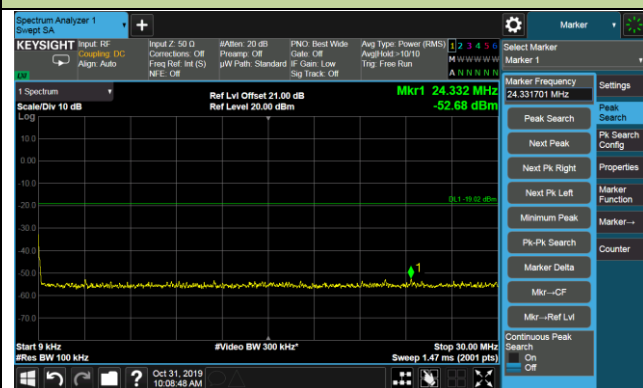 Spectrum Analyzer 1
Swept SA
+
Marker
KEYSIGHT
Input: RF
Coupling: DC
Align: Auto
Input Z: 50 Ω
Corrections: Off
Freq Ref: Int (S)
NFE: Off
#Atten: 20 dB
Preamp: Off
µW Path: Standard
PNO: Best Wide
Gate: Off
IF Gain: Low
Sig Track: Off
Avg Type: Power (RMS)
Avg|Hold:>10/10
Trig: Free Run
1 2 3 4 5 6
M W W W W W
A N N N N N
LXI
Select Marker
Marker 1
1 Spectrum
Scale/Div 10 dB
Log
Ref Lvl Offset 21.00 dB
Ref Level 20.00 dBm
Mkr1 24.332 MHz
-52.68 dBm
10.0
0.00
-10.0
-20.0
-30.0
-40.0
-50.0
-60.0
-70.0
DL1 -19.02 dBm
1
Start 9 kHz
#Res BW 100 kHz
#Video BW 300 kHz*
Stop 30.00 MHz
Sweep 1.47 ms (2001 pts)
Marker Frequency
24.331701 MHz
Peak Search
Next Peak
Next Pk Right
Next Pk Left
Minimum Peak
Pk-Pk Search
Marker Delta
Mkr→CF
Mkr→Ref Lvl
Continuous Peak
Search
On
Off
Settings
Peak
Search
Pk Search
Config
Properties
Marker
Function
Marker→
Counter
?
Oct 31, 2019
10:08:48 AM